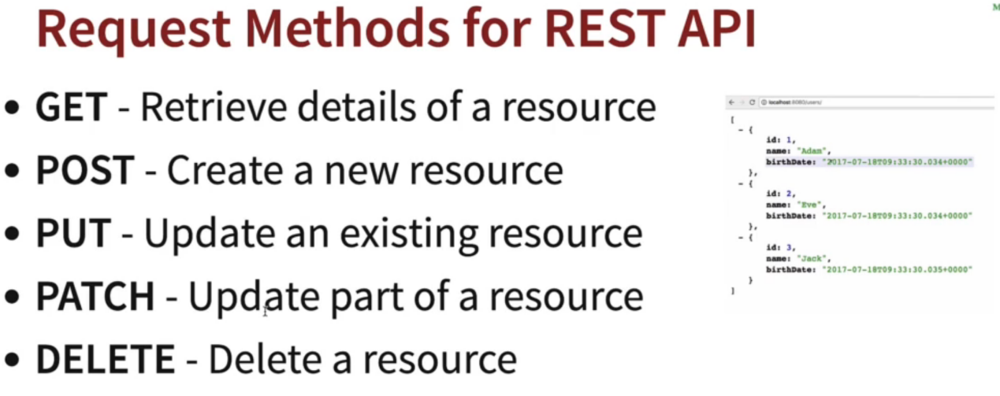 Request Methods for REST API
• GET - Retrieve details of a resource
• POST - Create a new resource
• PUT - Update an existing resource
• PATCH - Update part of a resource
• DELETE - Delete a resource
localhost:8080/users/
[
- {
id: 1,
name: "Adam",
birthDate: "2017-07-18T09:33:30.034+0000"
},
- {
id: 2,
name: "Eve",
birthDate: "2017-07-18T09:33:30.034+0000"
},
- {
id: 3,
name: "Jack",
birthDate: "2017-07-18T09:33:30.035+0000"
}
]